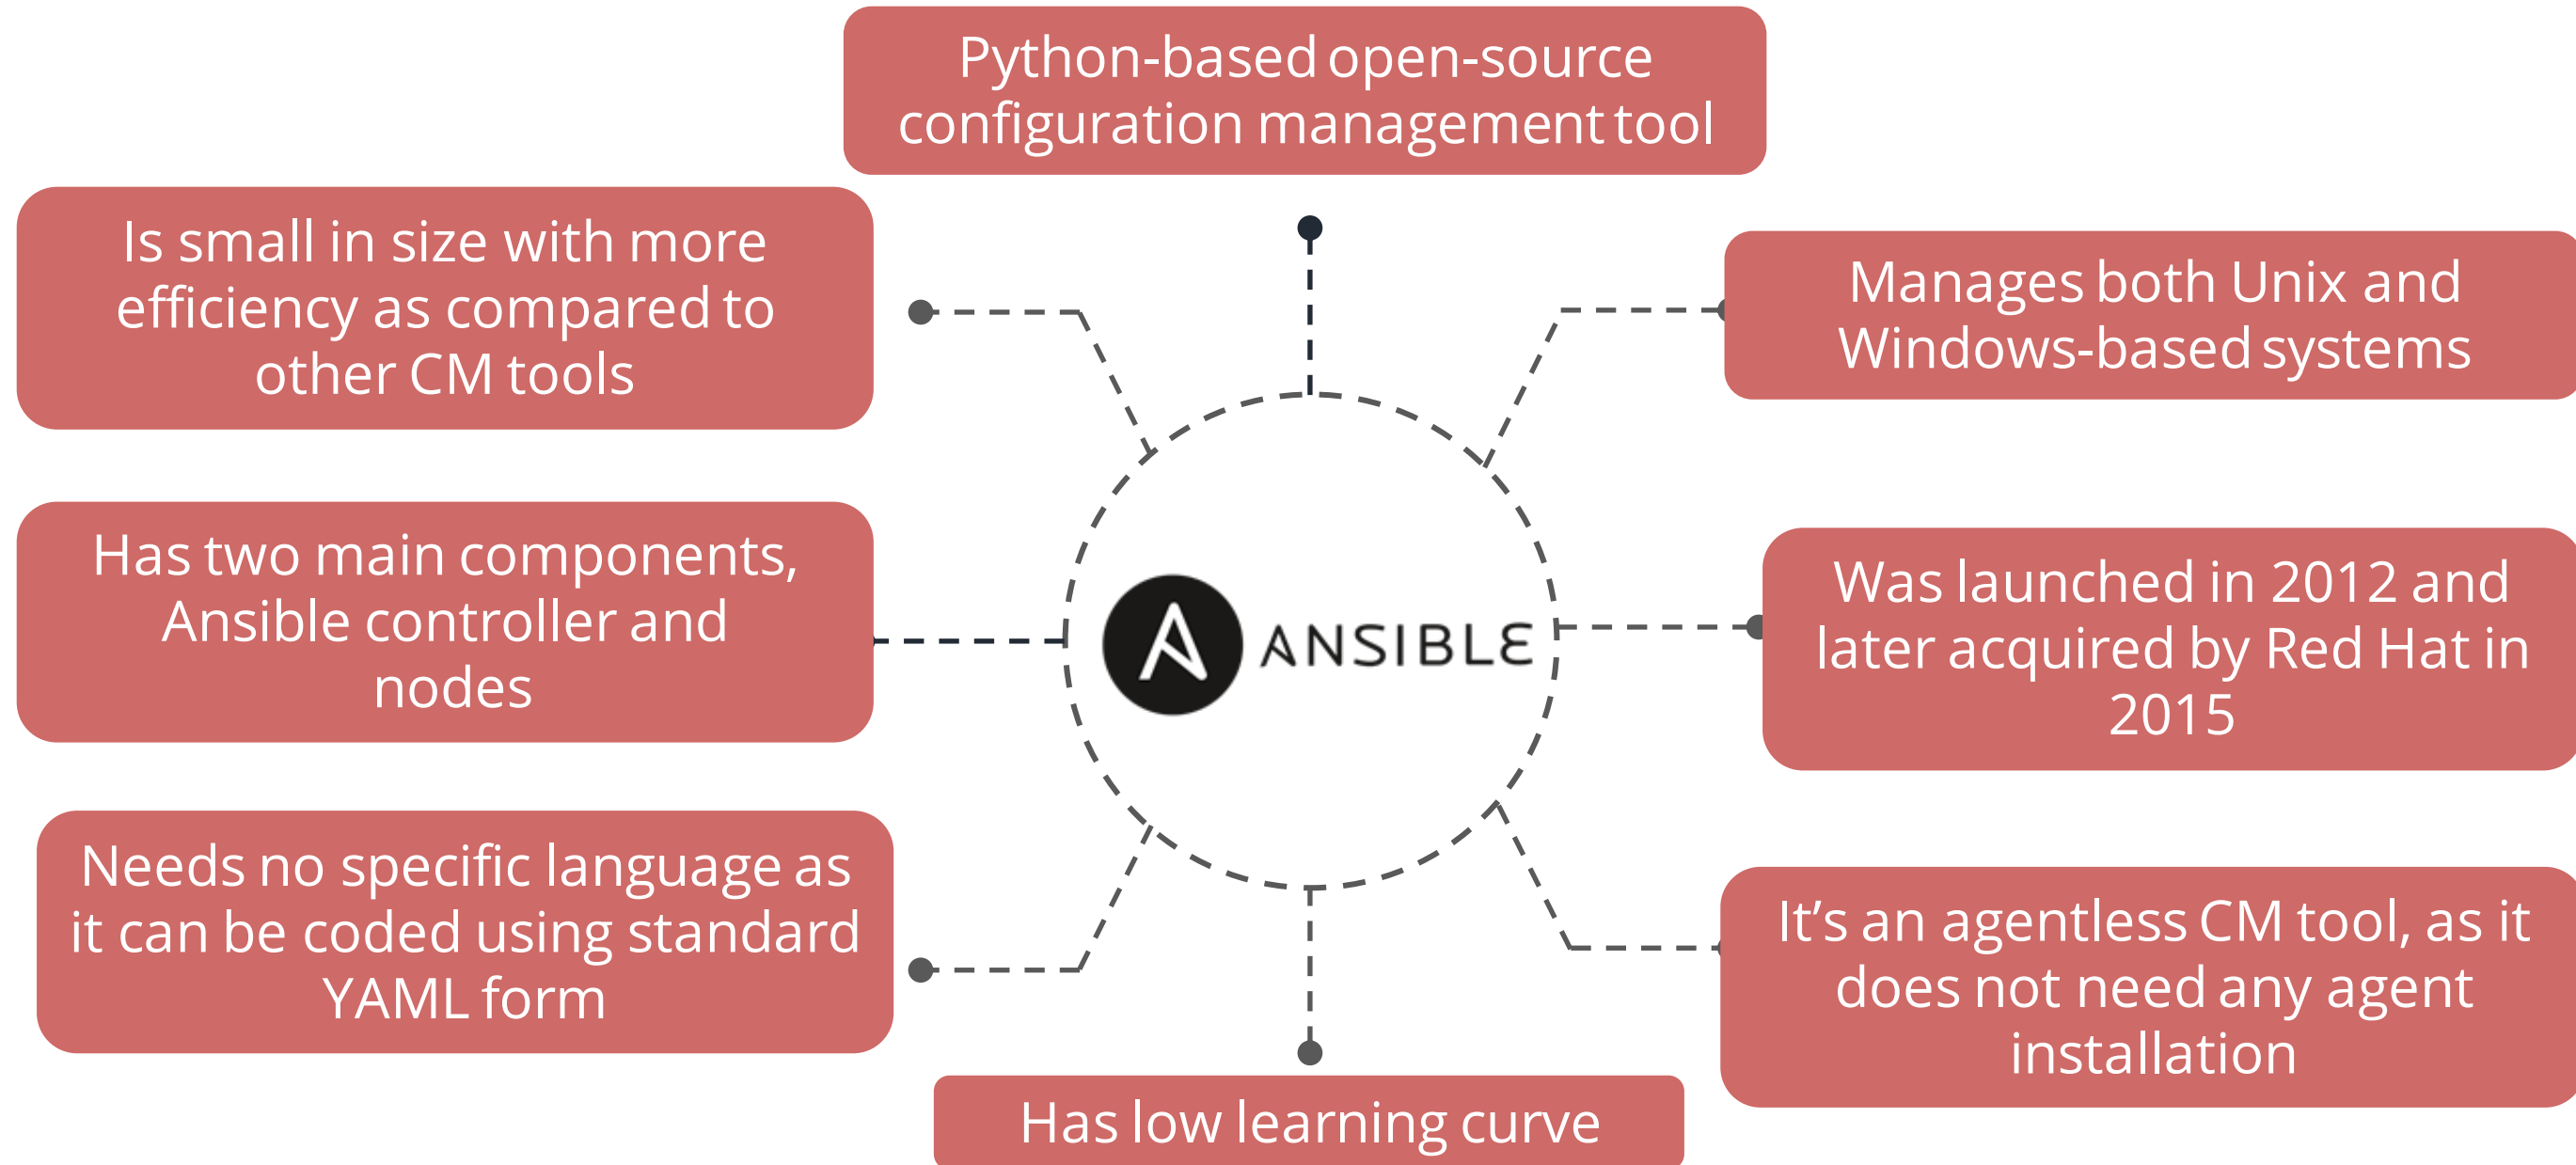 Python-based open-source
configuration management tool
Is small in size with more
efficiency as compared to
other CM tools
Manages both Unix and
Windows-based systems
Has two main components,
Ansible controller and
nodes
ANSIBLE
Was launched in 2012 and
later acquired by Red Hat in
2015
Needs no specific language as
it can be coded using standard
YAML form
It’s an agentless CM tool, as it
does not need any agent
installation
Has low learning curve